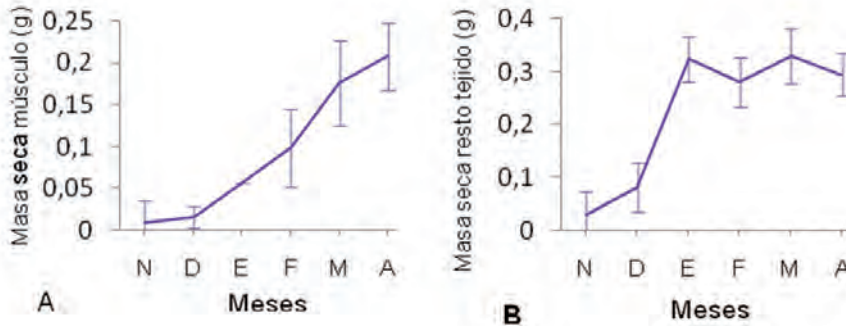 Masa seca músculo (g)
0,25
0,2
0,15
0,1
0,05
0
N D E F M A
A.
Meses
Masa seca resto tejido (g)
0,4
0,3
0,2
0,1
0
N D E F M A
B
Meses